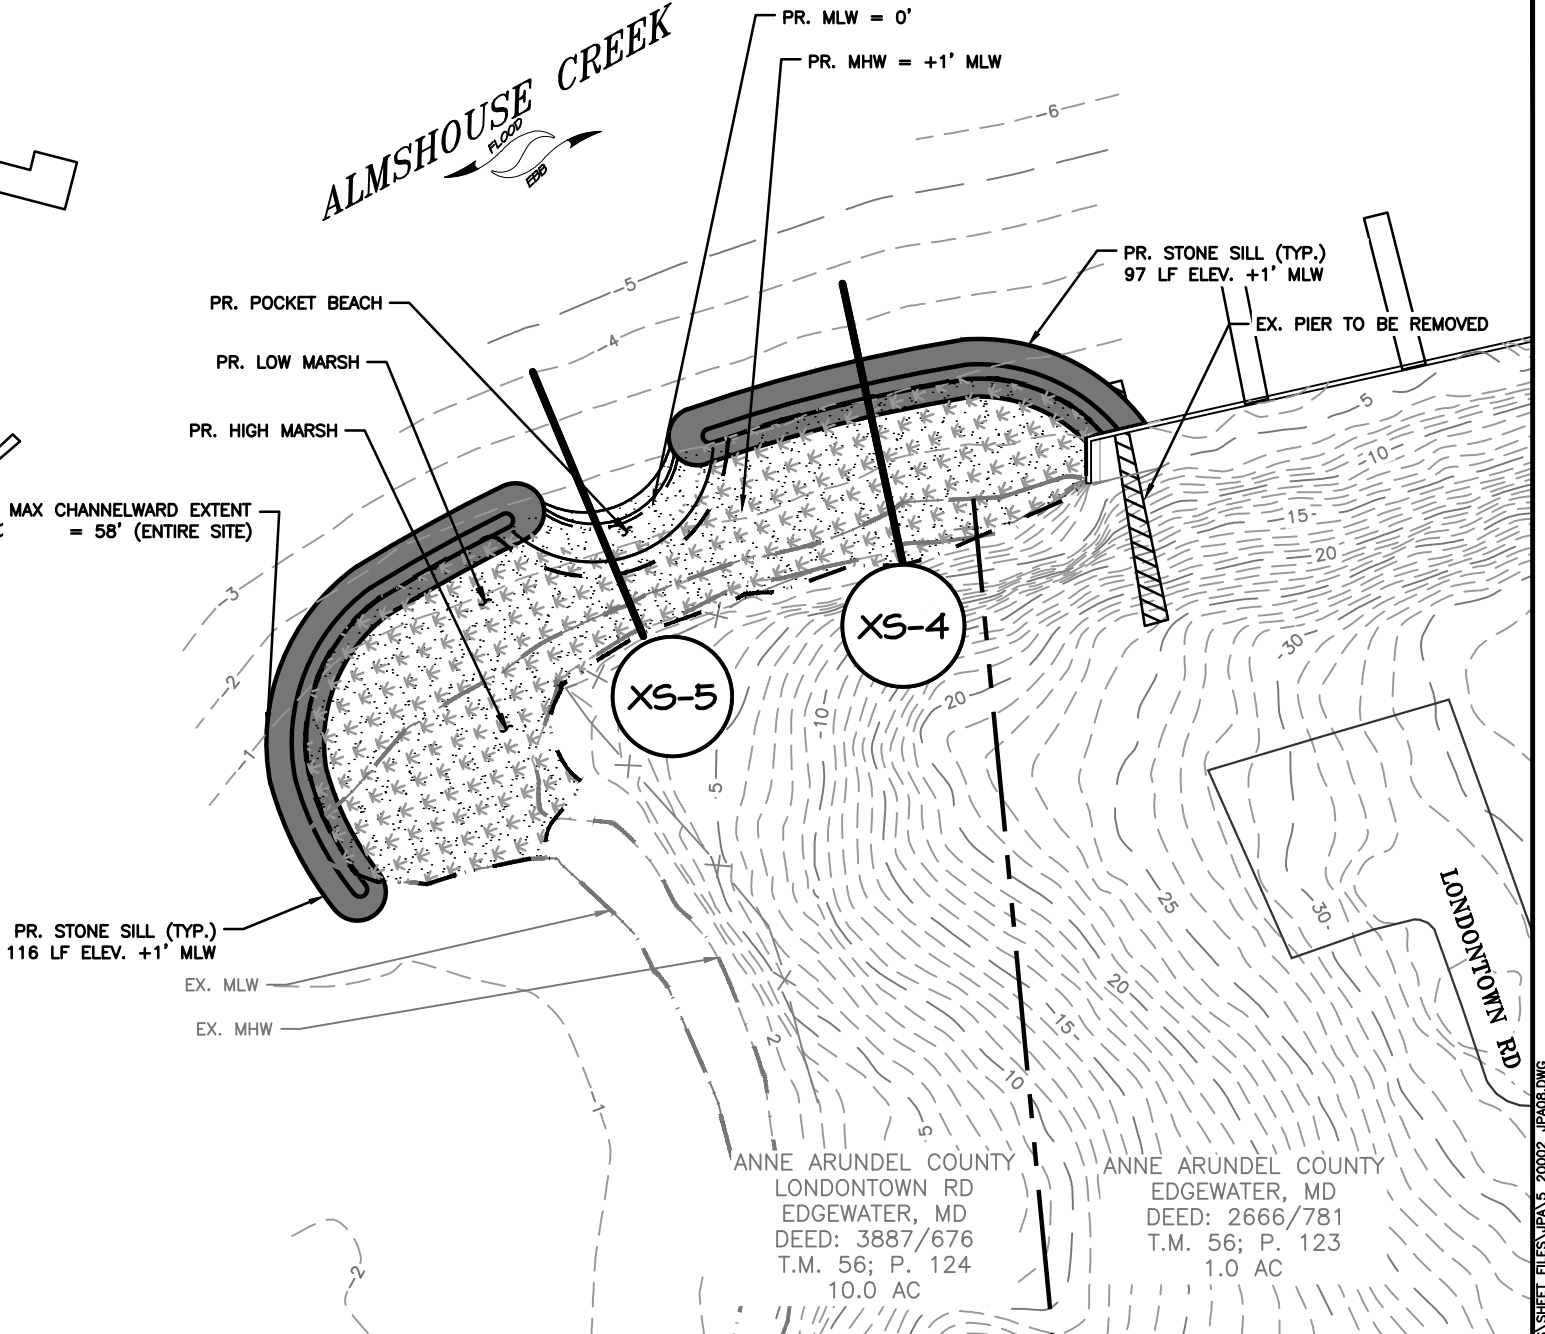 PR. MLW = 0'
PR. MHW = +1' MLW
ALMSHOUSE CREEK
FLOOD
EBB
-6
-5
-4
PR. STONE SILL (TYP.)
97 LF ELEV. +1' MLW
PR. POCKET BEACH
EX. PIER TO BE REMOVED
PR. LOW MARSH
5
PR. HIGH MARSH
-10
MAX CHANNELWARD EXTENT
= 58' (ENTIRE SITE)
-15
20
-3
XS-4
-30
-2
XS-5
20
-10
-1
5
LONDONTOWN RD
25
30
PR. STONE SILL (TYP.)
116 LF ELEV. +1' MLW
EX. MLW
20
EX. MHW
15
2
10
-1
5
ANNE ARUNDEL COUNTY
LONDONTOWN RD
EDGEWATER, MD
DEED: 3887/676
T.M. 56; P. 124
10.0 AC
ANNE ARUNDEL COUNTY
EDGEWATER, MD
DEED: 2666/781
T.M. 56; P. 123
1.0 AC
-2
\SHEET FILES\JPA\5_20002_JPA08.DWG